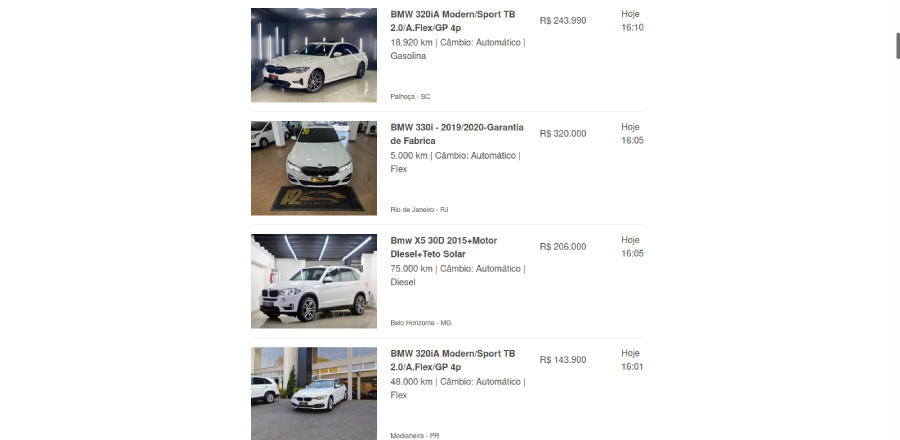 BMW 320iA Modern/Sport TB
2.0/A.Flex/GP 4p
18.920 km | Câmbio: Automático |
Gasolina
Palhoça - SC
R$ 243.990
Hoje
16:10
BMW 330i - 2019/2020-Garantia
de Fabrica
5.000 km | Câmbio: Automático |
Flex
Rio de Janeiro - RJ
R$ 320.000
Hoje
16:05
Bmw X5 30D 2015+Motor
DIesel+Teto Solar
75.000 km | Câmbio: Automático |
Diesel
Belo Horizonte - MG
R$ 206.000
Hoje
16:05
BMW 320iA Modern/Sport TB
2.0/A.Flex/GP 4p
48.000 km | Câmbio: Automático |
Flex
Medianeira - PR
R$ 143.900
Hoje
16:01